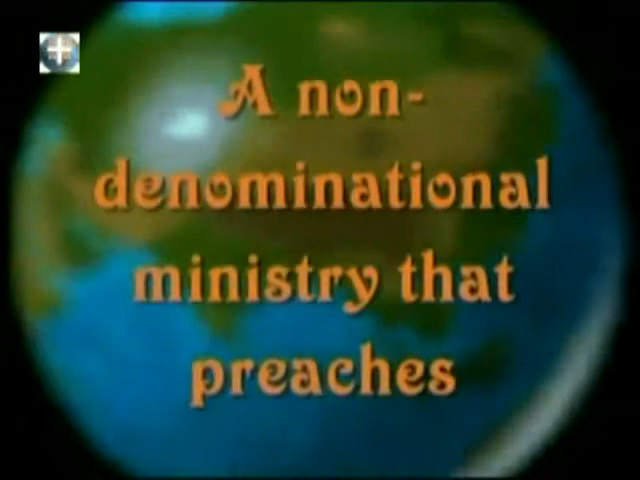 A non-
denominational
ministry that
preaches